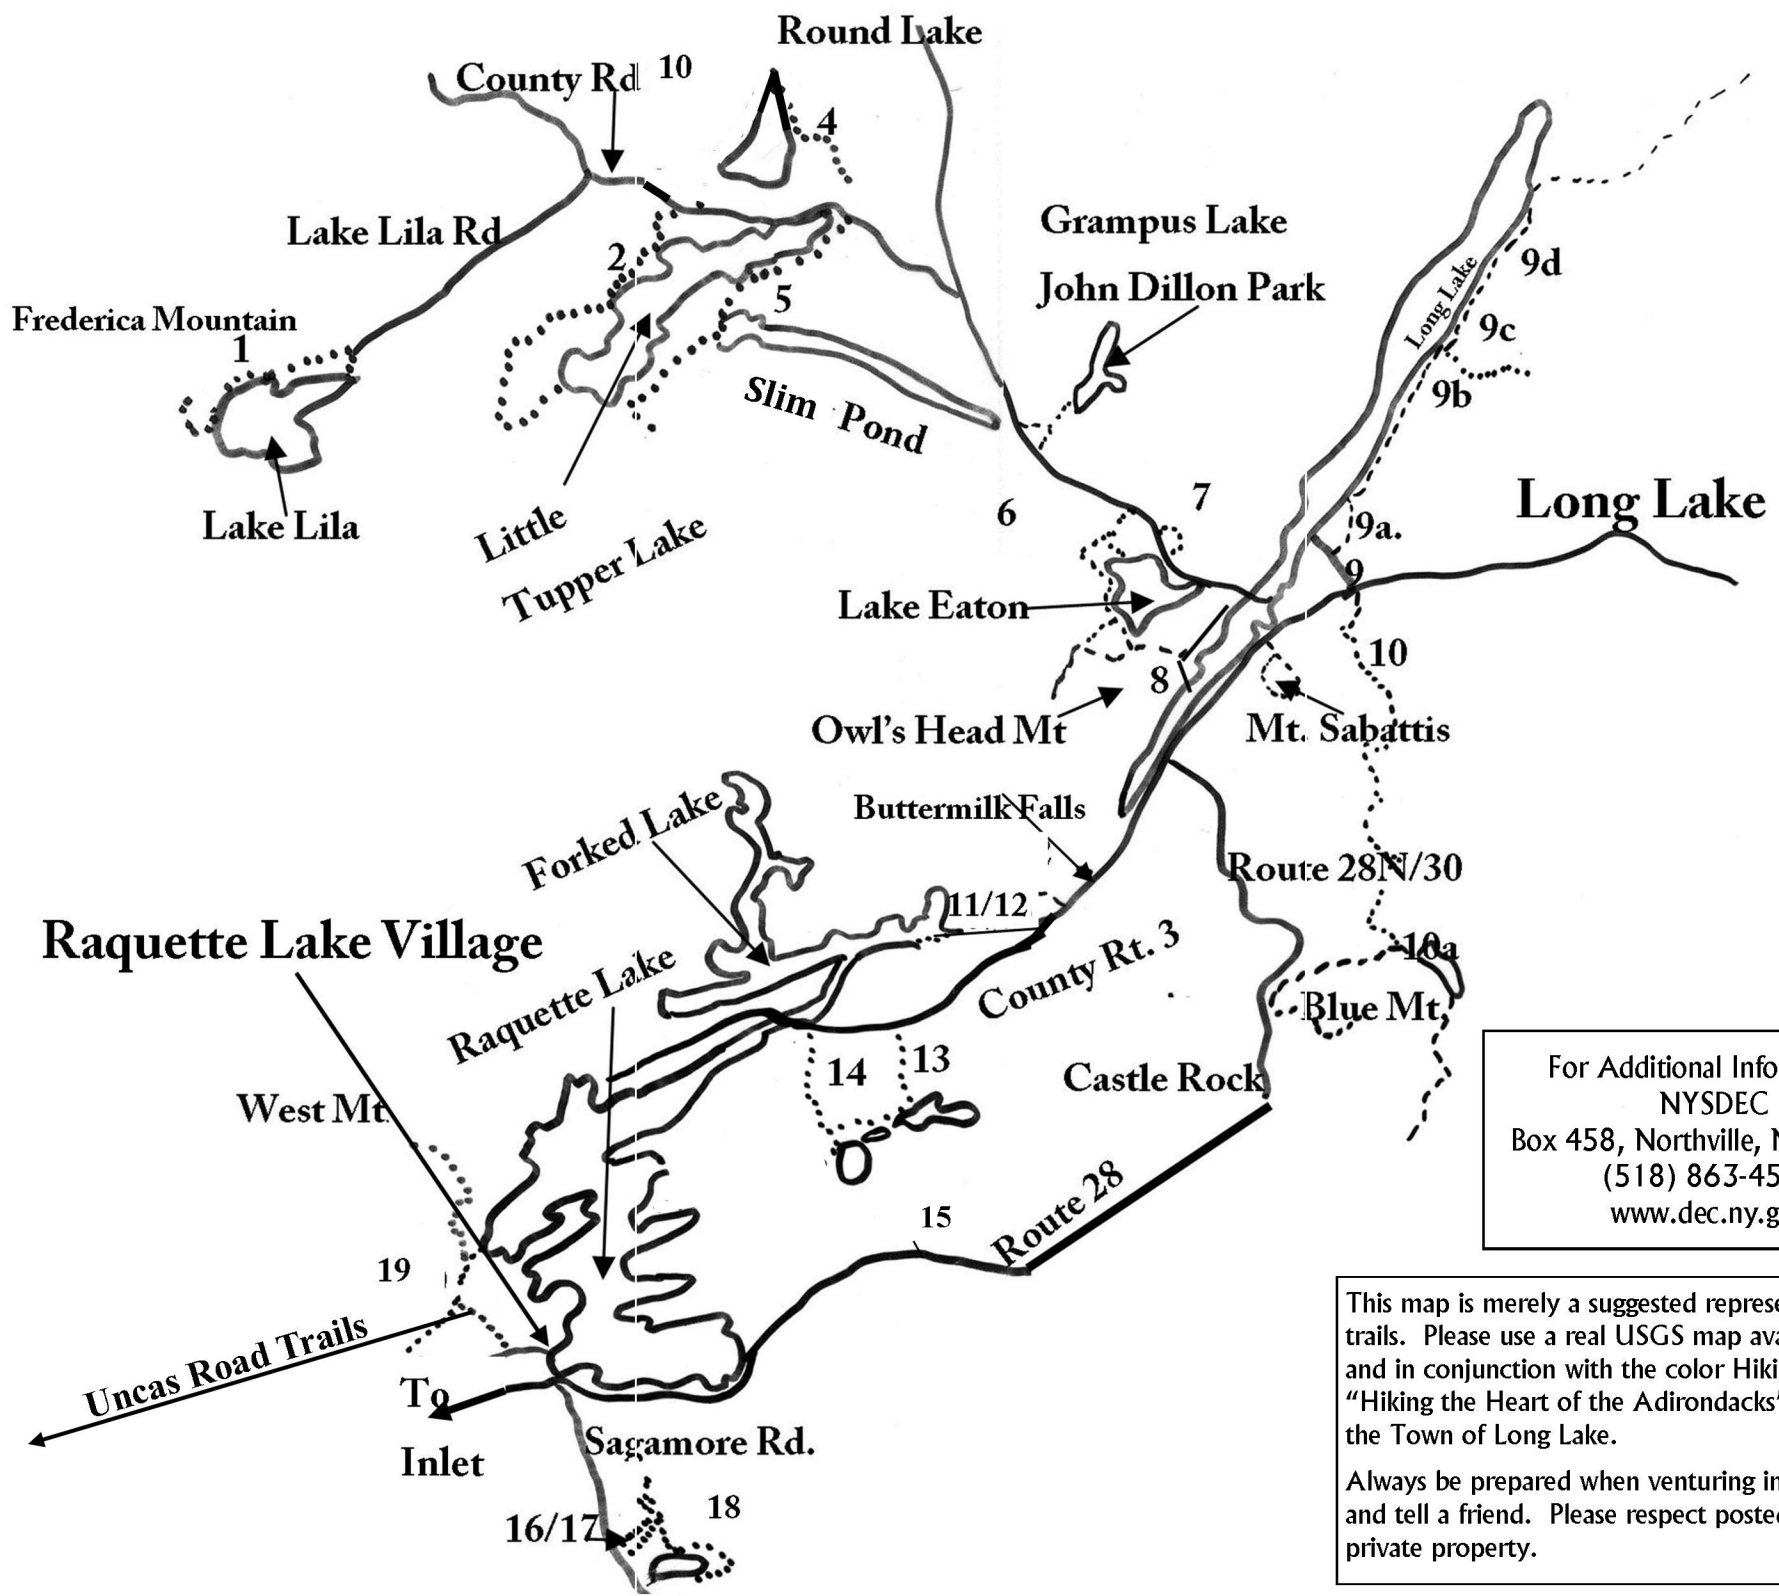 Round Lake
County Rd 10
4
Lake Lila Rd
2
Grampus Lake
John Dillon Park
9d
5
Long Lake
9c
Frederica Mountain
1
9b
Slim Pond
Lake Lila
Little
Tupper Lake
6
7
Long Lake
9a.
9
Lake Eaton
10
8
Owl's Head Mt
Mt. Sabattis
Forked Lake
Buttermilk Falls
Route 28N/30
11/12
Raquette Lake Village
Raquette Lake
County Rt. 3
10a
Blue Mt.
14
13
Castle Rock
West Mt.
For Additional Info
NYSDEC
Box 458, Northville, N
(518) 863-45
www.dec.ny.g
15
Route 28
19
Uncas Road Trails
To
Inlet
Sagamore Rd.
16/17
18
This map is merely a suggested represe
trails. Please use a real USGS map ava
and in conjunction with the color Hiki
“Hiking the Heart of the Adirondacks”
the Town of Long Lake.
Always be prepared when venturing in
and tell a friend. Please respect posted
private property.